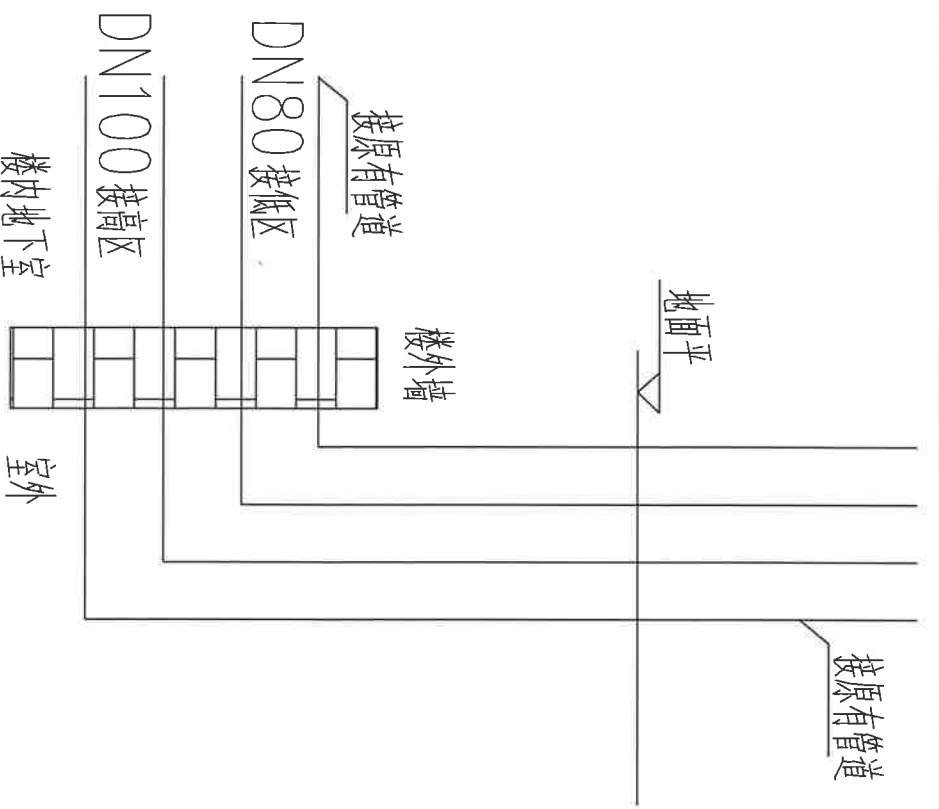 地面平
接原有管道
接原有管道
楼外墙
DN80接低区
DN100接高区
楼内地下室
室外